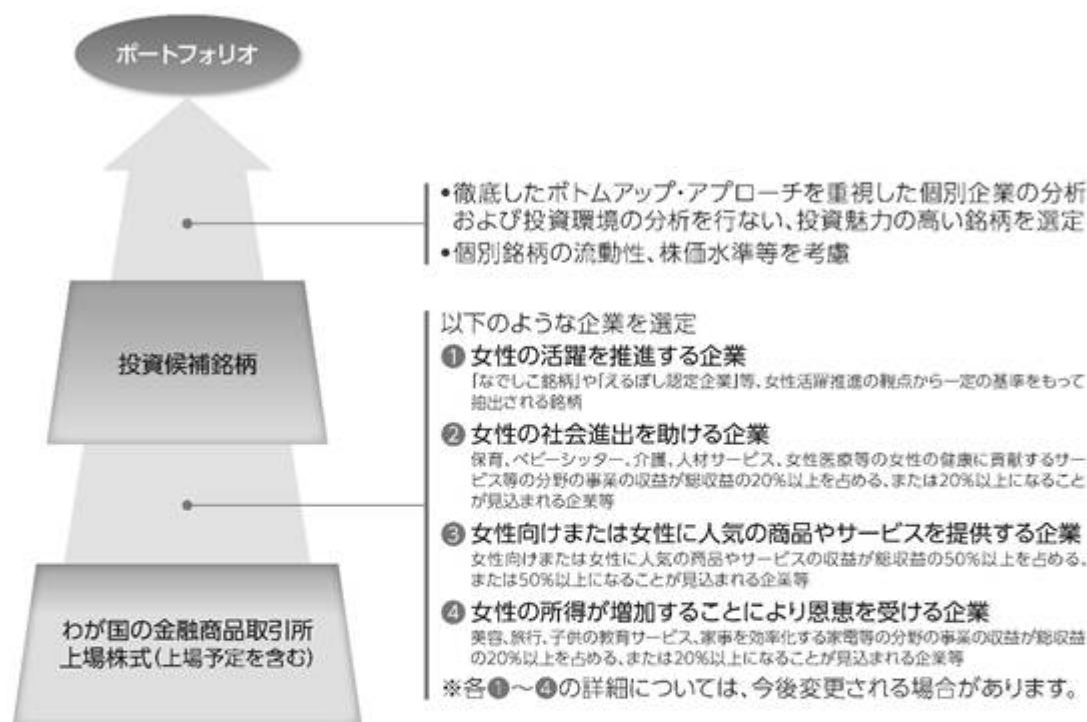 ポートフォリオ
•徹底したボトムアップ・アプローチを重視した個別企業の分析
および投資環境の分析を行ない、投資魅力の高い銘柄を選定
•個別銘柄の流動性、株価水準等を考慮
投資候補銘柄
以下のような企業を選定
❶女性の活躍を推進する企業
「なでしこ銘柄」や「えるぼし認定企業」等、女性活躍推進の観点から一定の基準をもって
抽出される銘柄
❷女性の社会進出を助ける企業
保育、ベビーシッター、介護、人材サービス、女性医療等の女性の健康に貢献するサー
ビス等の分野の事業の収益が総収益の20%以上を占める、または20%以上になること
が見込まれる企業等
❸女性向けまたは女性に人気の商品やサービスを提供する企業
女性向けまたは女性に人気の商品やサービスの収益が総収益の50%以上を占める、
または50%以上になることが見込まれる企業等
❹女性の所得が増加することにより恩恵を受ける企業
美容、旅行、子供の教育サービス、家事を効率化する家電等の分野の事業の収益が総収益
の20%以上を占める、または20%以上になることが見込まれる企業等
※各❶～❹の詳細については、今後変更される場合があります。
わが国の金融商品取引所
上場株式(上場予定を含む)